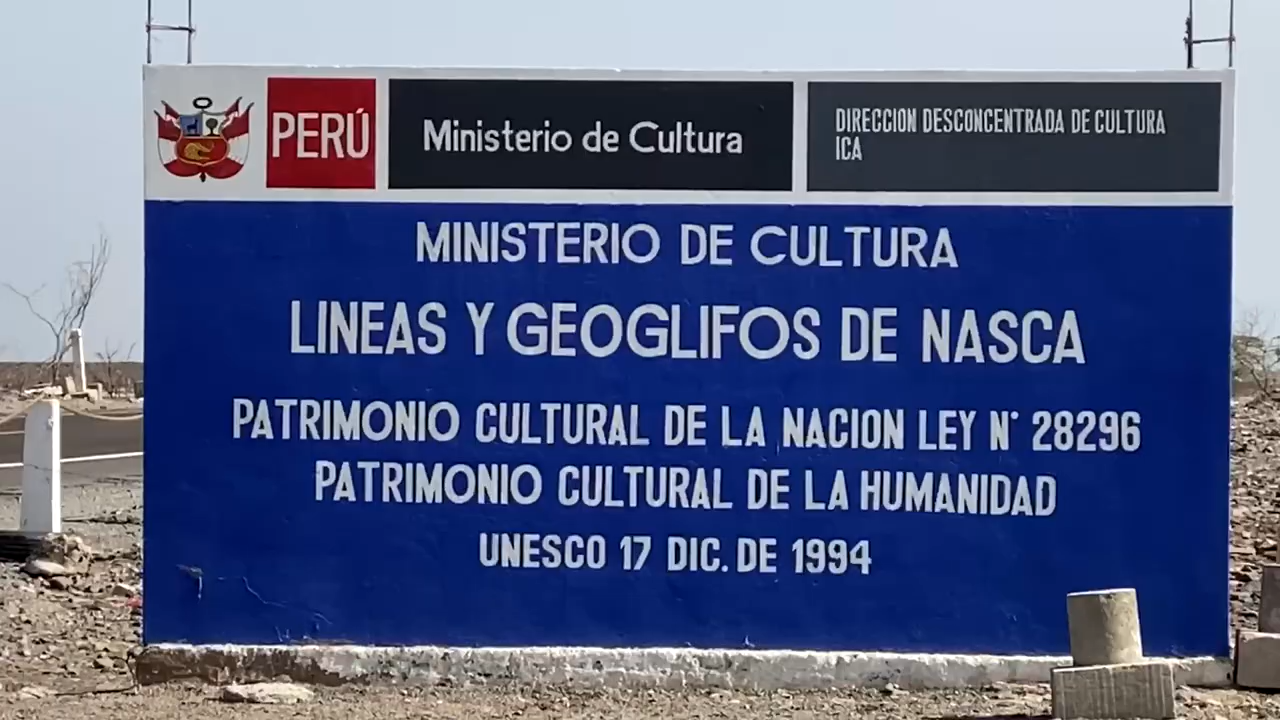 PERÚ
Ministerio de Cultura
DIRECCION DESCONCENTRADA DE CULTURA
ICA
MINISTERIO DE CULTURA
LINEAS Y GEOGLIFOS DE NASCA
PATRIMONIO CULTURAL DE LA NACION LEY N° 28296
PATRIMONIO CULTURAL DE LA HUMANIDAD
UNESCO 17 DIC. DE 1994